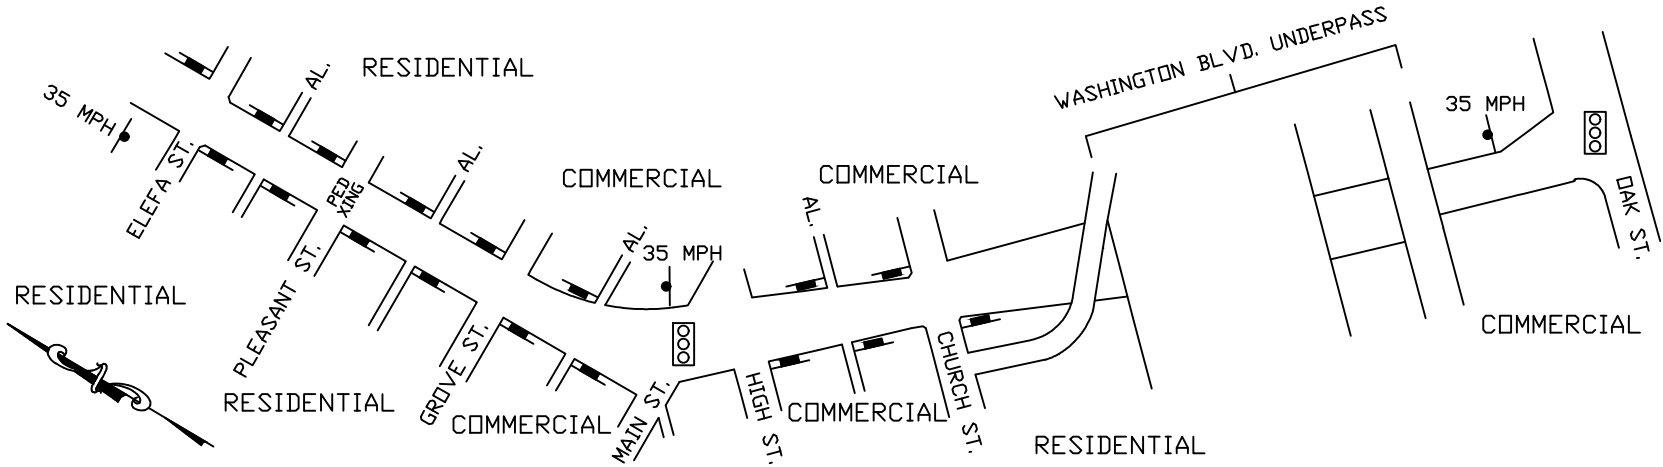 WASHINGTON BLVD. UNDERPASS
RESIDENTIAL
AL.
35 MPH
35 MPH
ELEFA ST.
AL.
COMMERCIAL
COMMERCIAL
PED
XING
AL.
AL.
35 MPH
OAK ST.
PLEASANT ST.
RESIDENTIAL
GROVE ST.
COMMERCIAL
CHURCH ST.
MAIN ST.
HIGH ST.
RESIDENTIAL
COMMERCIAL
COMMERCIAL
RESIDENTIAL